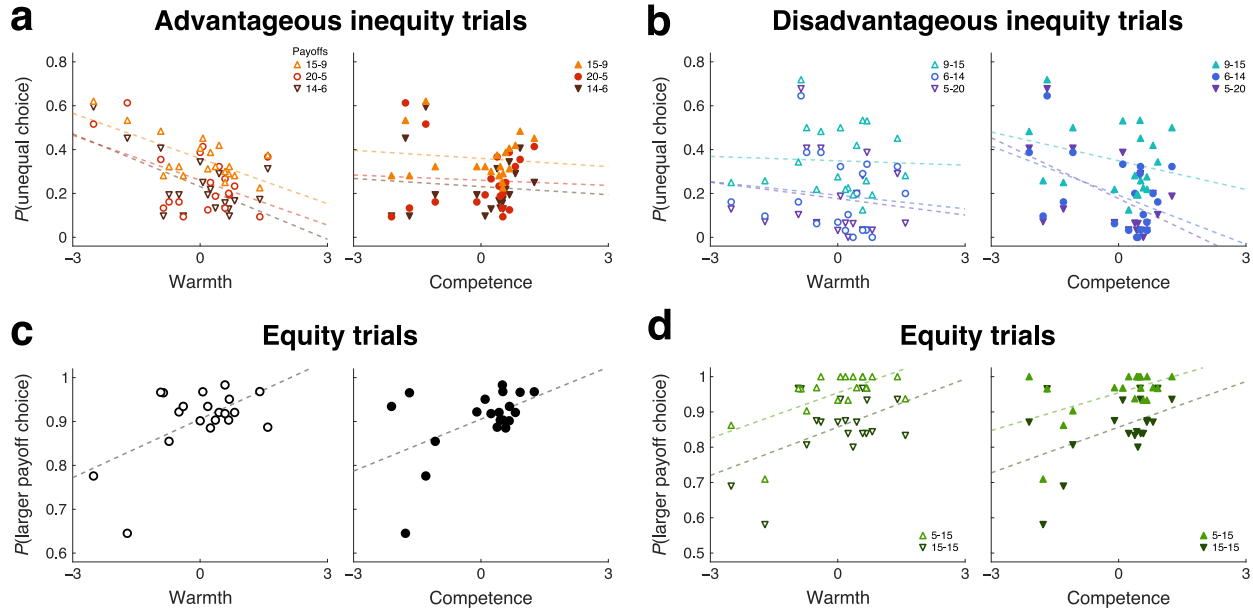 a
Advantageous inequity trials
P(unequal choice)
0.8
0.6
0.4
0.2
0
Payoffs
15-9
20-5
14-6
−3
0
3
Warmth
15-9
20-5
14-6
−3
0
3
Competence
b
Disadvantageous inequity trials
P(unequal choice)
0.8
0.6
0.4
0.2
0
9-15
6-14
5-20
−3
0
3
Warmth
9-15
6-14
5-20
−3
0
3
Competence
c
Equity trials
P(larger payoff choice)
1
0.9
0.8
0.7
0.6
−3
0
3
Warmth
−3
0
3
Competence
d
Equity trials
P(larger payoff choice)
1
0.9
0.8
0.7
0.6
0.5
5-15
15-15
−3
0
3
Warmth
5-15
15-15
−3
0
3
Competence